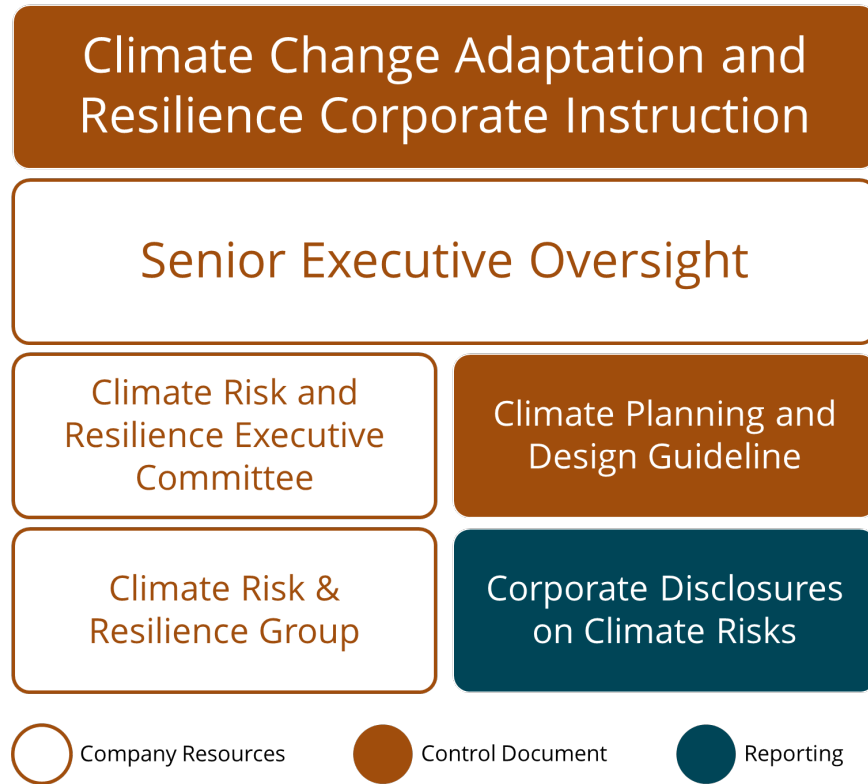 Climate Change Adaptation and
Resilience Corporate Instruction
Senior Executive Oversight
Climate Risk and
Resilience Executive
Committee
Climate Planning and
Design Guideline
Climate Risk &
Resilience Group
Corporate Disclosures
on Climate Risks
Company Resources
Control Document
Reporting